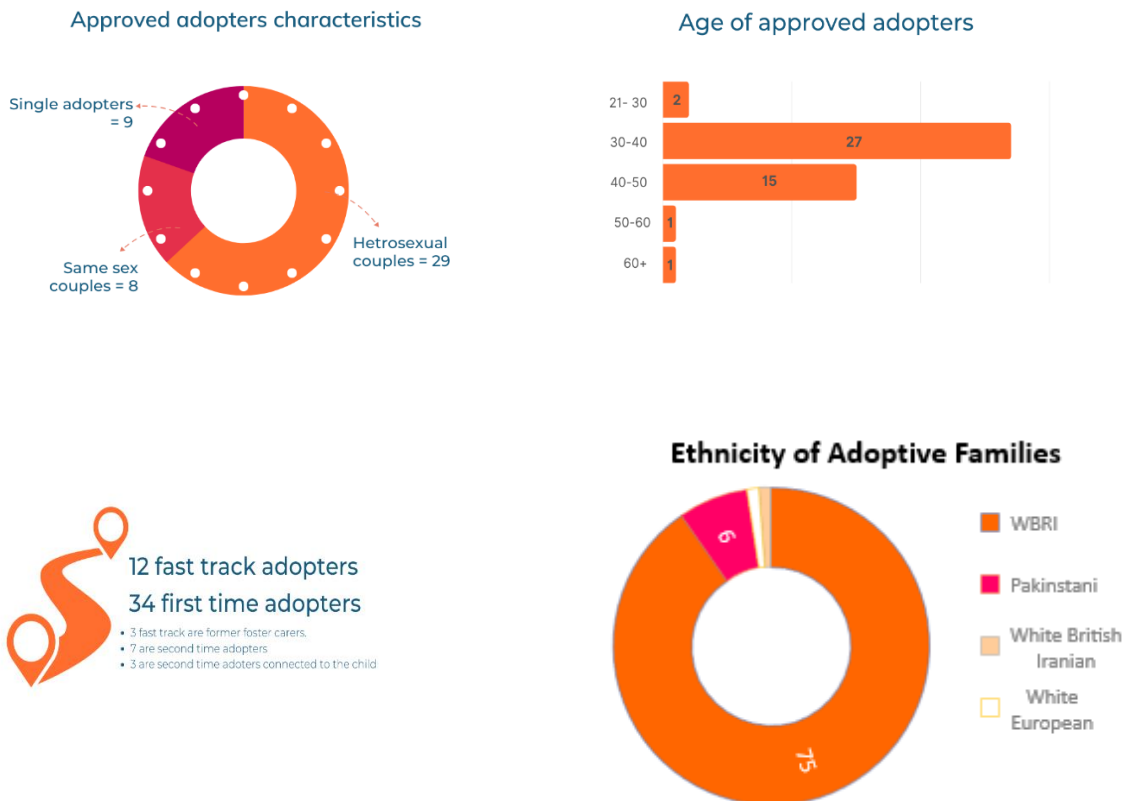 Approved adopters characteristics
Single adopters
= 9
Same sex
couples = 8
Hetrosexual
couples = 29
Age of approved adopters
21- 30
2
30-40
27
40-50
15
50-60
1
60+
1
12 fast track adopters
34 first time adopters
• 3 fast track are former foster carers.
• 7 are second time adopters
• 3 are second time adoters connected to the child
Ethnicity of Adoptive Families
6
75
WBRI
Pakinstani
White British
Iranian
White
European